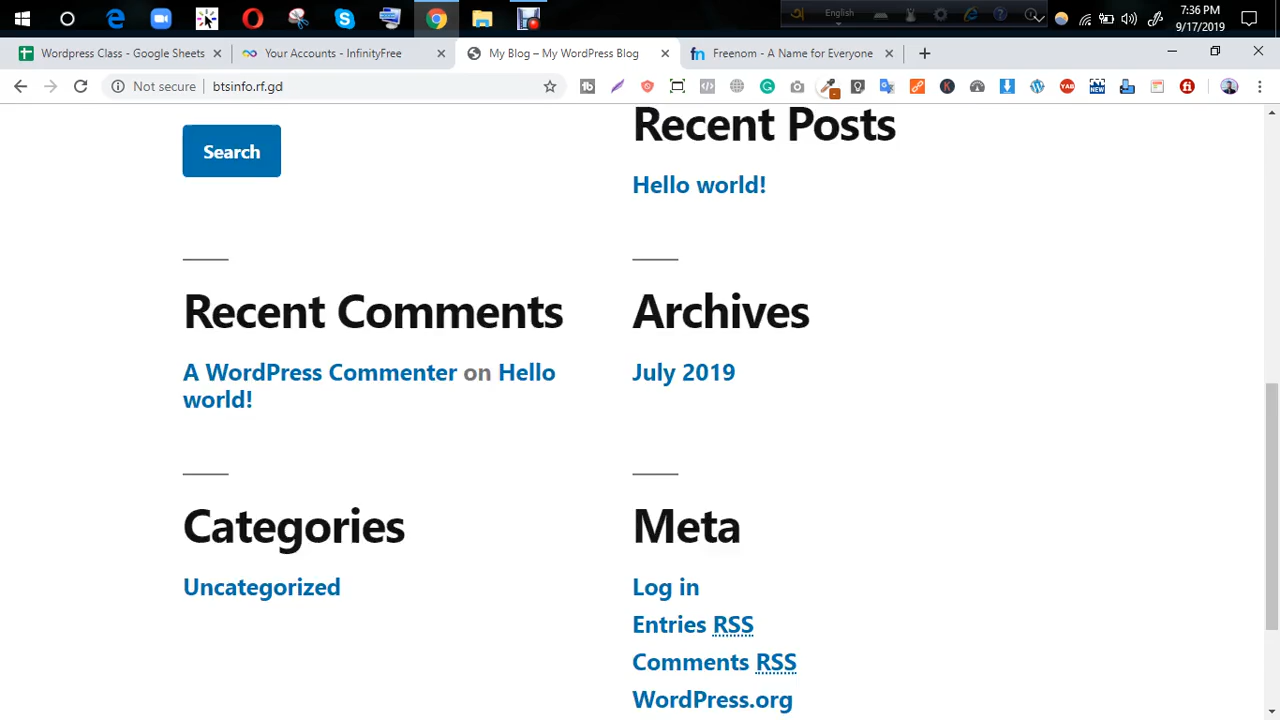 English
7:36 PM
9/17/2019
Wordpress Class - Google Sheets
Your Accounts - InfinityFree
My Blog – My WordPress Blog
Freenom - A Name for Everyone
Not secure
btsinfo.rf.gd
Search
Recent Posts
Hello world!
Recent Comments
A WordPress Commenter on Hello
world!
Archives
July 2019
Categories
Uncategorized
Meta
Log in
Entries RSS
Comments RSS
WordPress.org